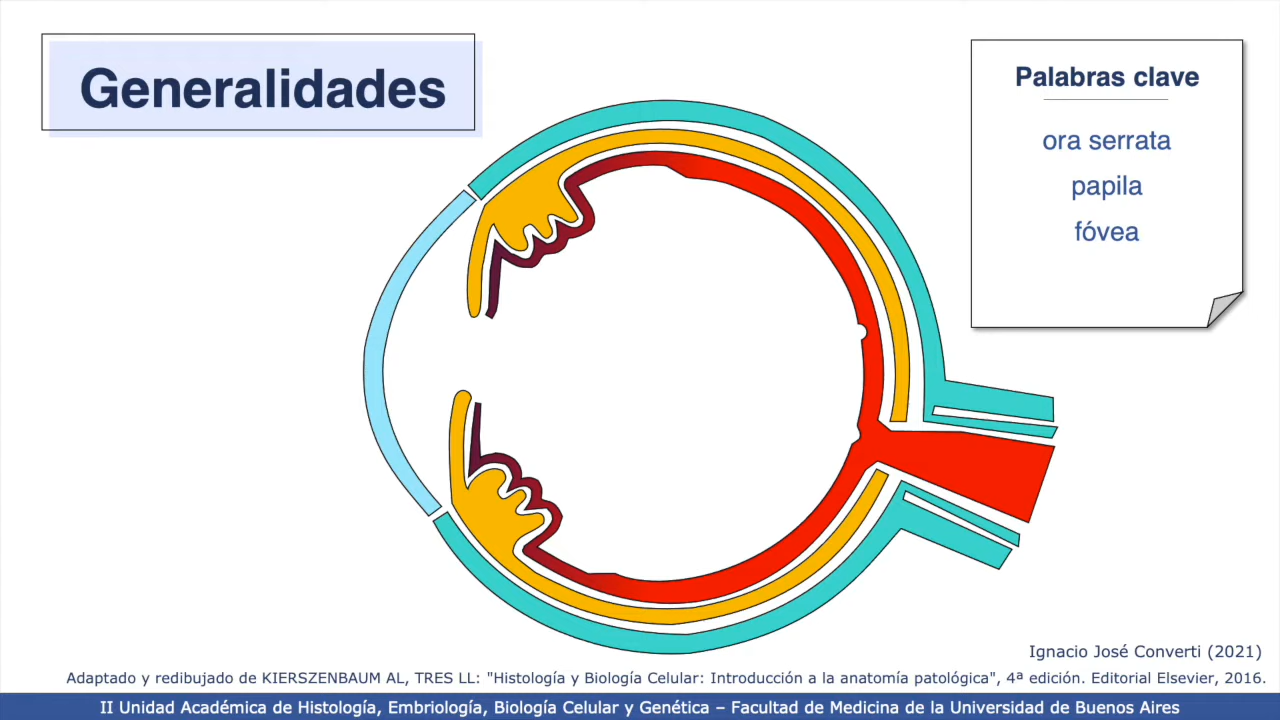 Generalidades
Palabras clave
ora serrata
papila
fóvea
Ignacio José Converti (2021)
Adaptado y redibujado de KIERSZENBAUM AL, TRES LL: "Histología y Biología Celular: Introducción a la anatomía patológica", 4ª edición. Editorial Elsevier, 2016.
II Unidad Académica de Histología, Embriología, Biología Celular y Genética – Facultad de Medicina de la Universidad de Buenos Aires